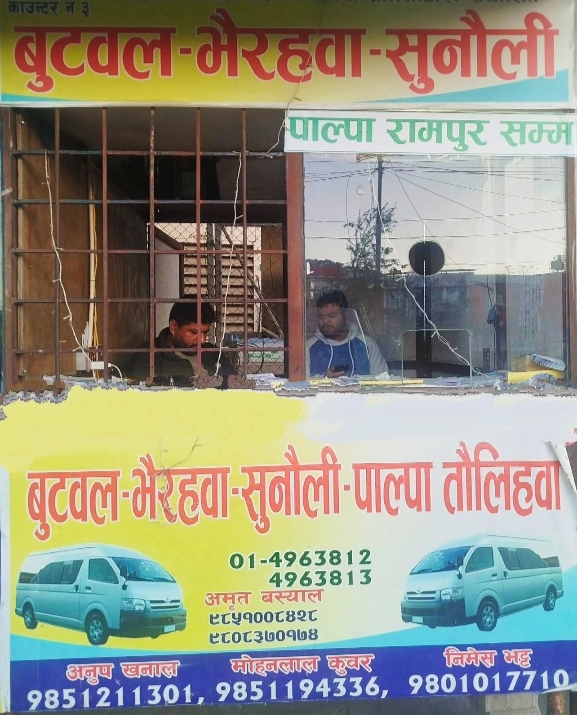 काउन्टर नं ३
बुटवल-भैरहवा-सुनौली
पाल्पा रामपुर सम्म
बुटवल-भैरहवा-सुनौली-पाल्पा तौलिहवा
01-4963812
4963813
अमृत बस्याल
९८५१००८४२८
९८०८३७०१७४
अनुप खनाल मोहनलाल कुवर निमेस भट्ट
9851211301, 9851194336, 9801017710